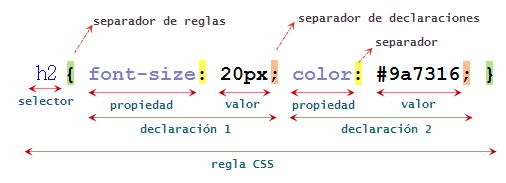 separador de reglas
separador de declaraciones
separador
h2 { font-size: 20px; color: #9a7316; }
selector
propiedad valor propiedad valor
declaración 1 declaración 2
regla CSS